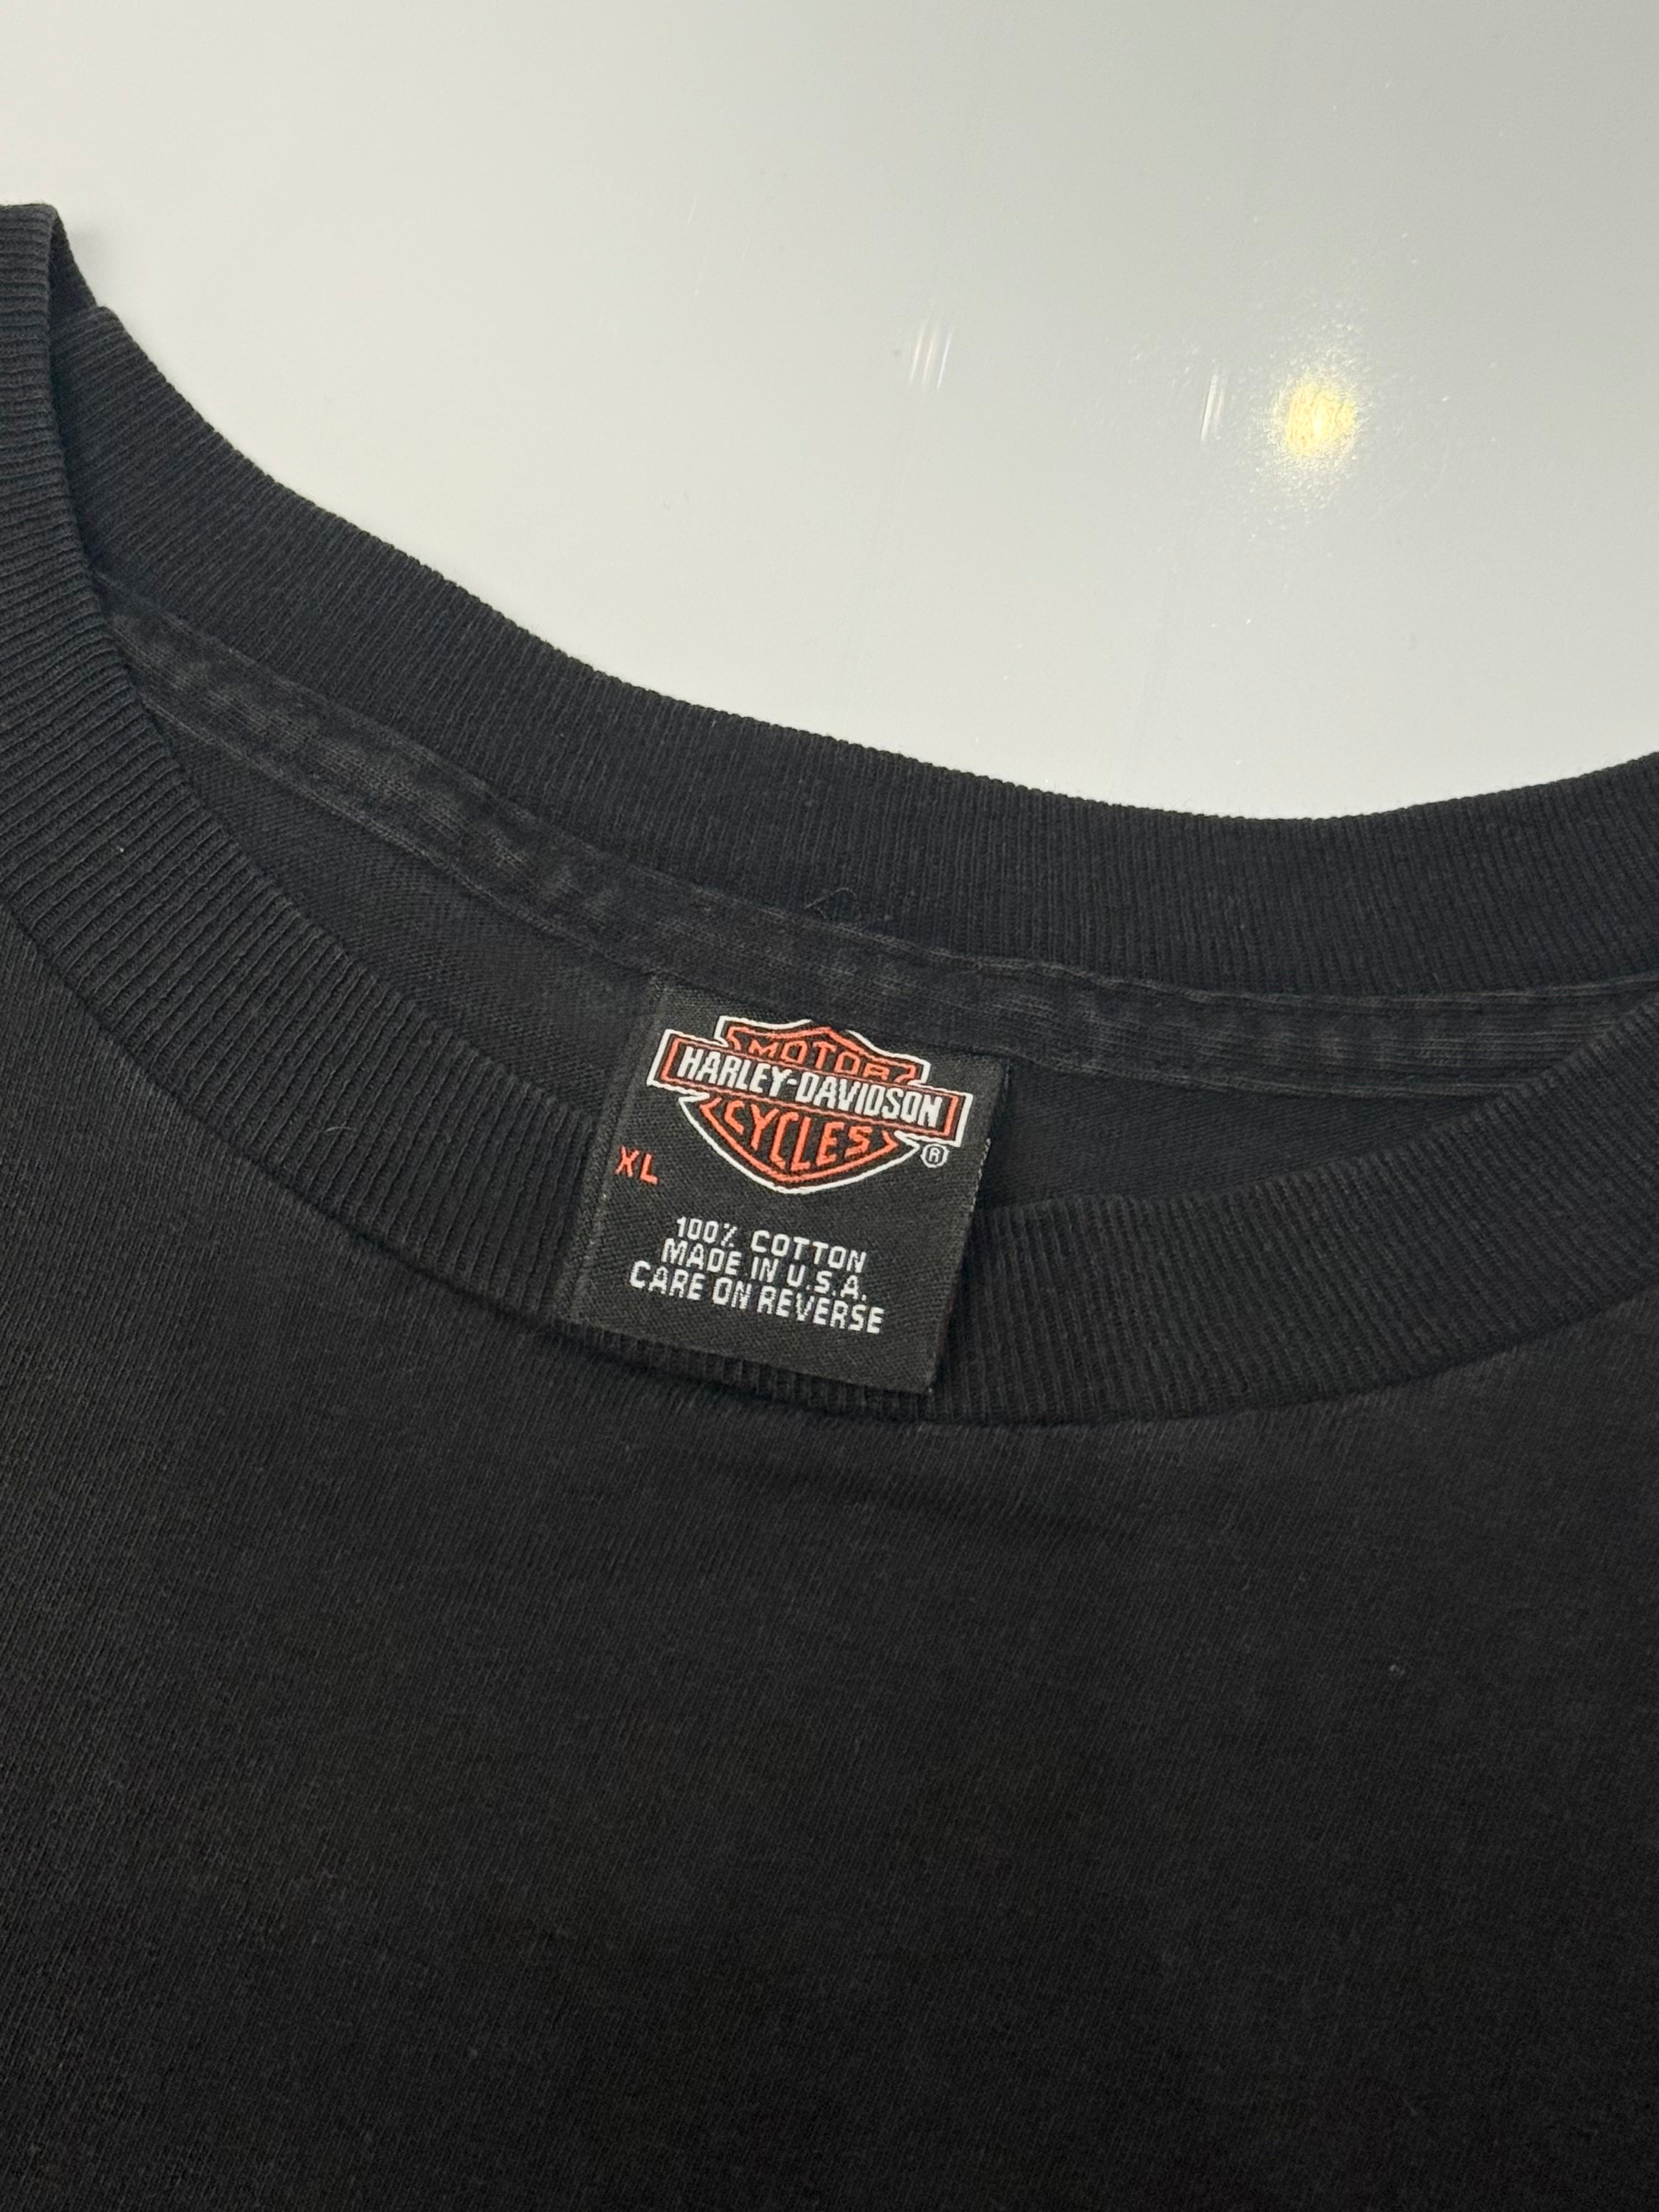 MOTOR
HARLEY-DAVIDSON
CYCLES
®
XL
100% COTTON
MADE IN U.S.A.
CARE ON REVERSE